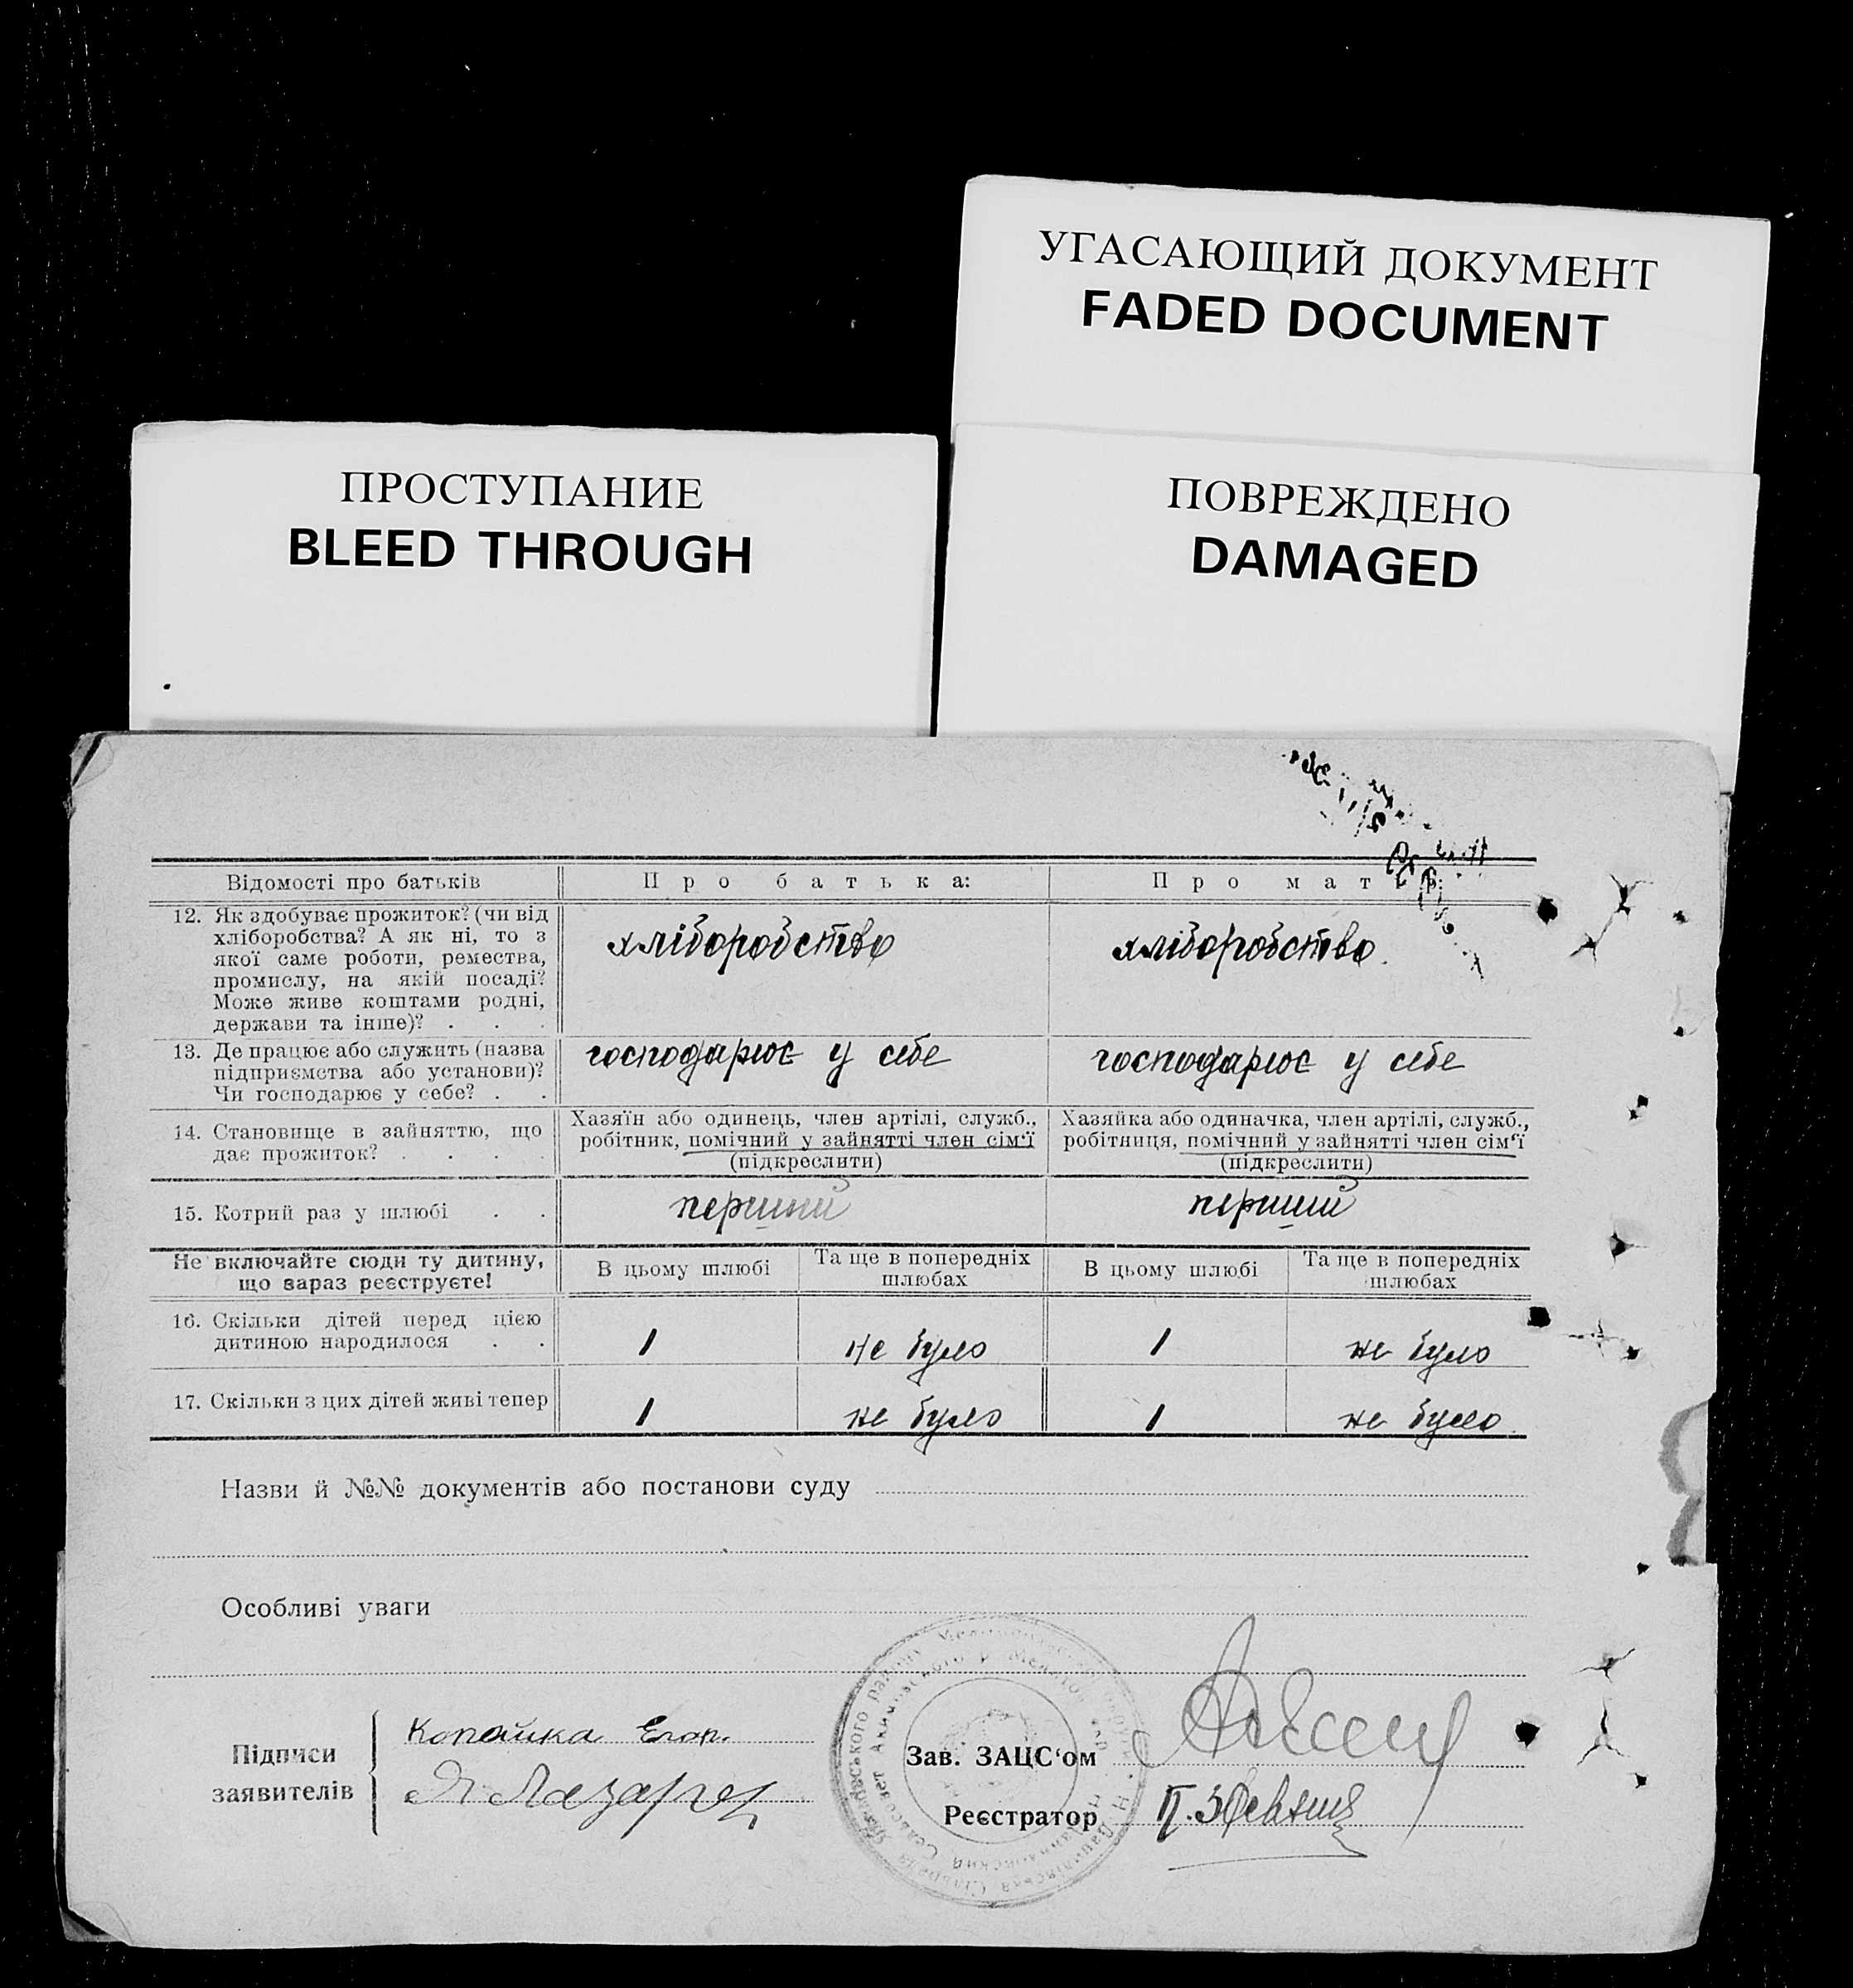 УГАСАЮЩИЙ ДОКУМЕНТ
FADED DOCUMENT
ПРОСТУПАНИЕ
BLEED THROUGH
ПОВРЕЖДЕНО
DAMAGED
Відомості про батьків
Про батька:
Про матір:
12. Як здобуває прожиток? (чи від
хліборобства? А як ні, то з
якої саме роботи, ремества,
промислу, на якій посаді?
Може живе коштами родні,
держави та інше)? . . .
хліборобство
хліборобство.
13. Де працює або служить (назва
підприємства або установи)?
Чи господарює у себе? . .
господарює у себе
господарює у себе
14. Становище в зайняттю, що
дає прожиток? . . . .
Хазяїн або одинець, член артілі, служб.,
робітник, помічний у зайнятті член сім'ї
(підкреслити)
Хазяйка або одиначка, член артілі, служб.,
робітниця, помічний у зайнятті член сім'ї
(підкреслити)
15. Котрий раз у шлюбі . .
перший
перший
Не включайте сюди ту дитину,
що зараз реєструєте!
В цьому шлюбі
Та ще в попередніх
шлюбах
В цьому шлюбі
Та ще в попередніх
шлюбах
16. Скільки дітей перед цією
дитиною народилося . .
1
не було
1
не було
17. Скільки з цих дітей живі тепер
1
не було
1
не було.
Назви й №№ документів або постанови суду
Особливі уваги
Підписи
заявителів
Копайка Егор.
Лазарец
Зав. ЗАЦС'ом
Реєстратор